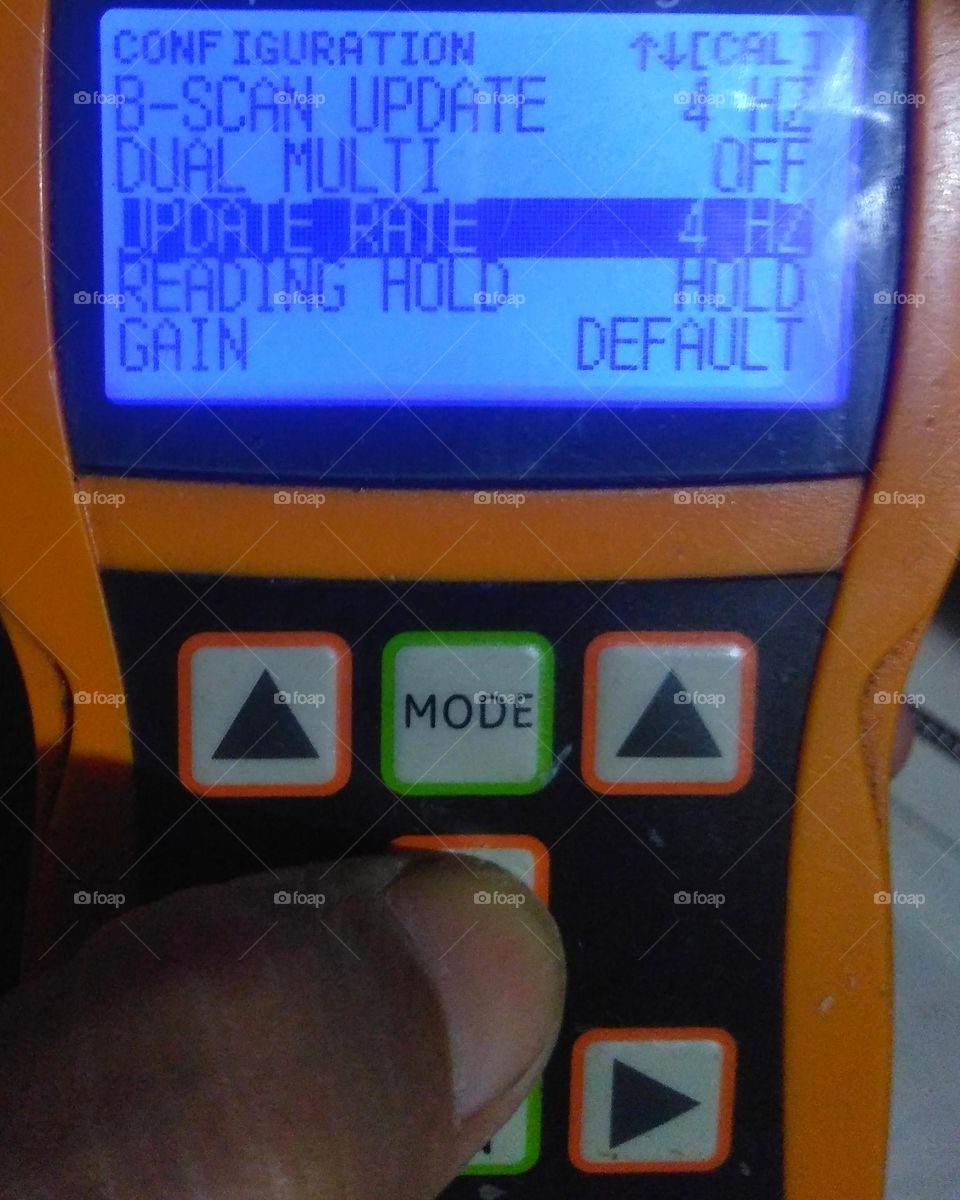 CONFIGURATION ↑↓[CAL]
B-SCAN UPDATE 4 HZ
DUAL MULTI OFF
UPDATE RATE 4 HZ
READING HOLD HOLD
GAIN DEFAULT
MODE
foap